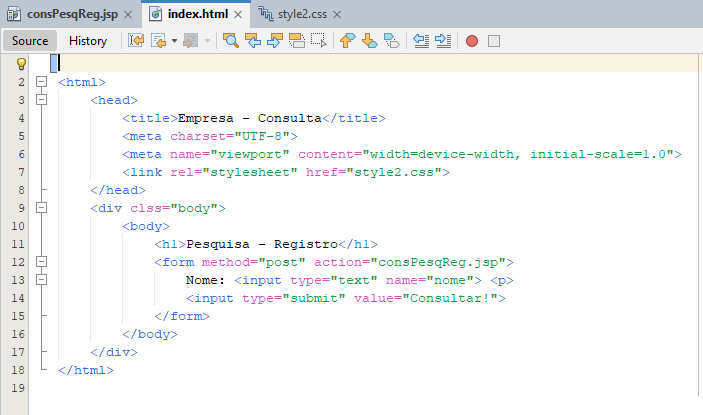 consPesqReg.jsp index.html style2.css
Source History
2 <html>
3 <head>
4 <title>Empresa - Consulta</title>
5 <meta charset="UTF-8">
6 <meta name="viewport" content="width=device-width, initial-scale=1.0">
7 <link rel="stylesheet" href="style2.css">
8 </head>
9 <div clss="body">
10 <body>
11 <h1>Pesquisa - Registro</h1>
12 <form method="post" action="consPesqReg.jsp">
13 Nome: <input type="text" name="nome"> <p>
14 <input type="submit" value="Consultar!">
15 </form>
16 </body>
17 </div>
18 </html>
19